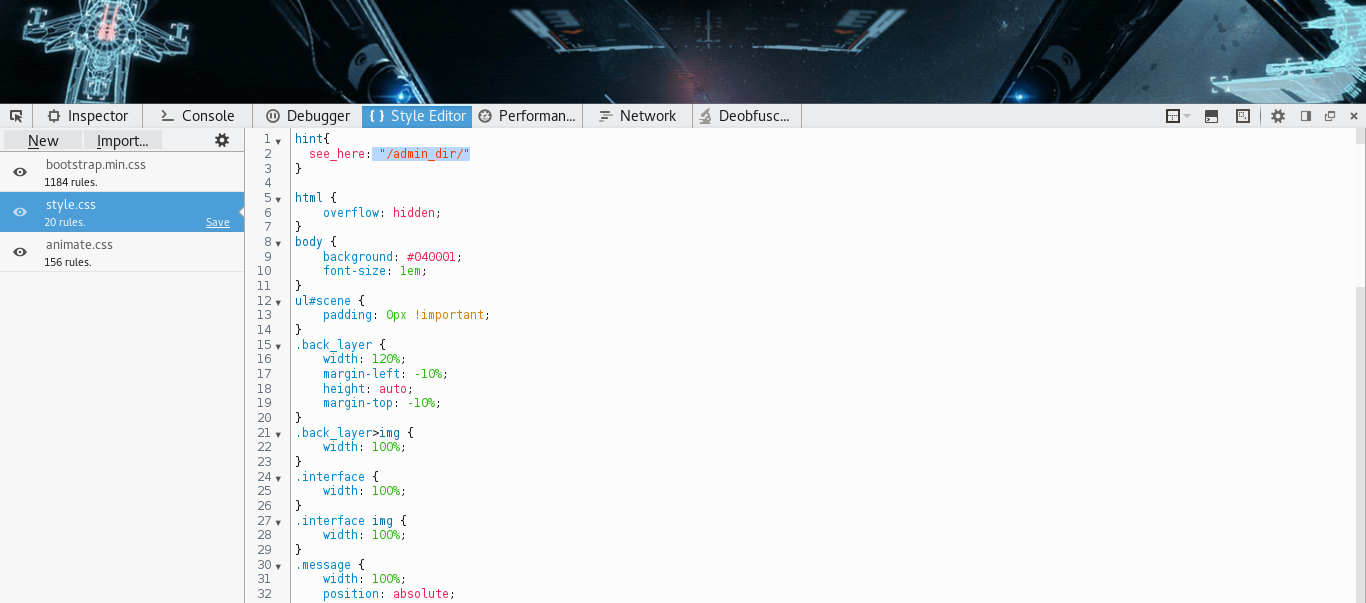 Inspector Console Debugger { } Style Editor Performan... Network Deobfusc...
New Import...
bootstrap.min.css
1184 rules.
style.css
20 rules. Save
animate.css
156 rules.
1 hint{
2 see_here: "/admin_dir/"
3 }
4
5 html {
6 overflow: hidden;
7 }
8 body {
9 background: #040001;
10 font-size: 1em;
11 }
12 ul#scene {
13 padding: 0px !important;
14 }
15 .back_layer {
16 width: 120%;
17 margin-left: -10%;
18 height: auto;
19 margin-top: -10%;
20 }
21 .back_layer>img {
22 width: 100%;
23 }
24 .interface {
25 width: 100%;
26 }
27 .interface img {
28 width: 100%;
29 }
30 .message {
31 width: 100%;
32 position: absolute;